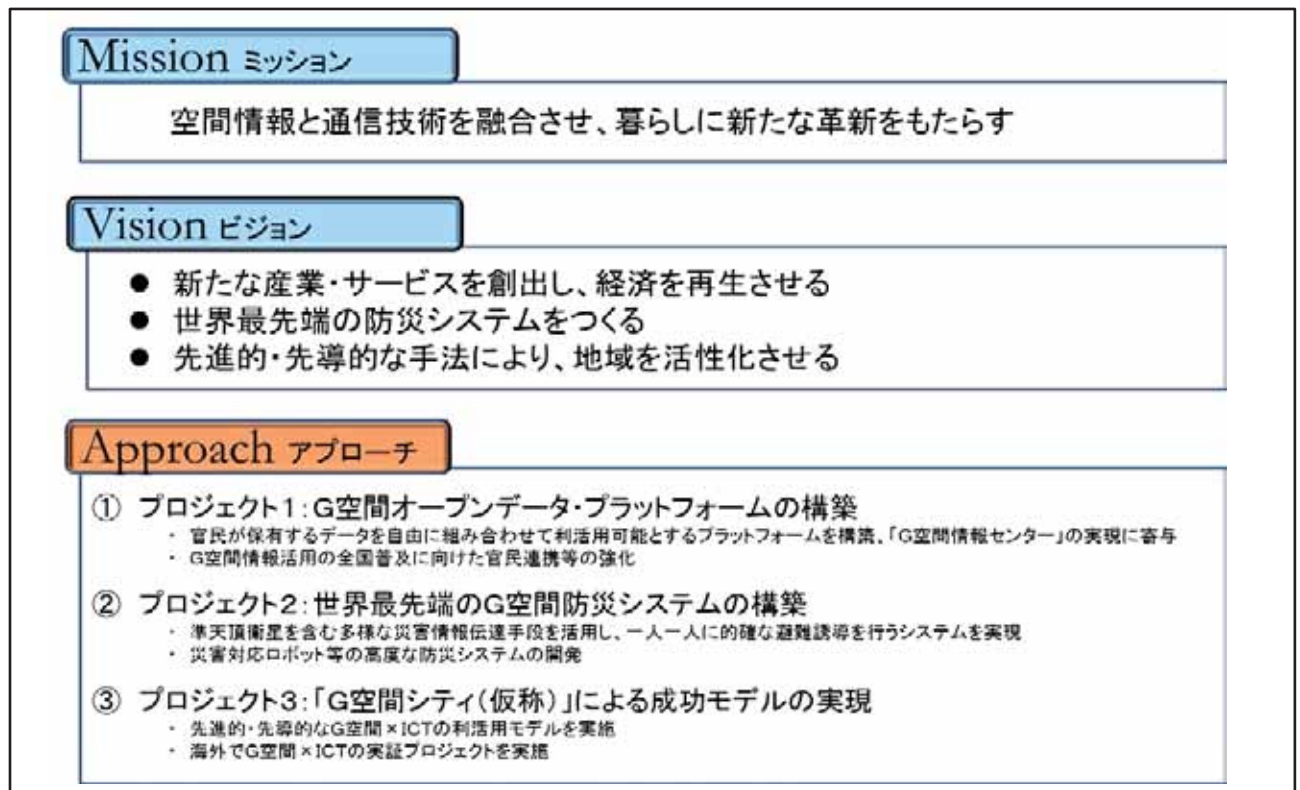 Mission ミッション
空間情報と通信技術を融合させ、暮らしに新たな革新をもたらす
Vision ビジョン
● 新たな産業・サービスを創出し、経済を再生させる
● 世界最先端の防災システムをつくる
● 先進的・先導的な手法により、地域を活性化させる
Approach アプローチ
① プロジェクト1:G空間オープンデータ・プラットフォームの構築
・ 官民が保有するデータを自由に組み合わせて利活用可能とするプラットフォームを構築、「G空間情報センター」の実現に寄与
・ G空間情報活用の全国普及に向けた官民連携等の強化
② プロジェクト2:世界最先端のG空間防災システムの構築
・ 準天頂衛星を含む多様な災害情報伝達手段を活用し、一人一人に的確な避難誘導を行うシステムを実現
・ 災害対応ロボット等の高度な防災システムの開発
③ プロジェクト3:「G空間シティ(仮称)」による成功モデルの実現
・ 先進的・先導的なG空間×ICTの利活用モデルを実施
・ 海外でG空間×ICTの実証プロジェクトを実施